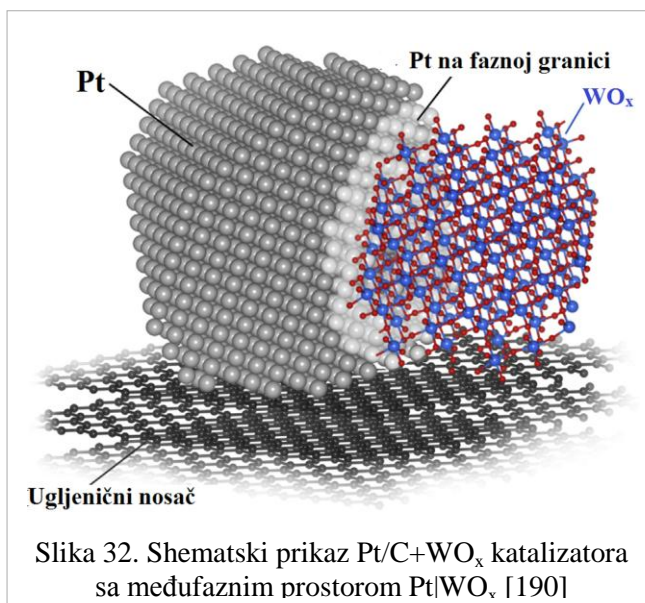 Pt
Pt na faznoj granici
WOₓ
Ugljenični nosač
Slika 32. Shematski prikaz Pt/C+WOₓ katalizatora
sa međufaznim prostorom Pt|WOₓ [190]